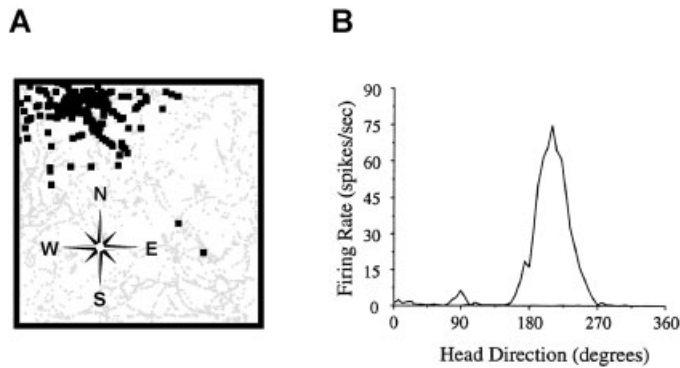 A
B
N
W E
S
Firing Rate (spikes/sec)
90
75
60
45
30
15
0
0 90 180 270 360
Head Direction (degrees)